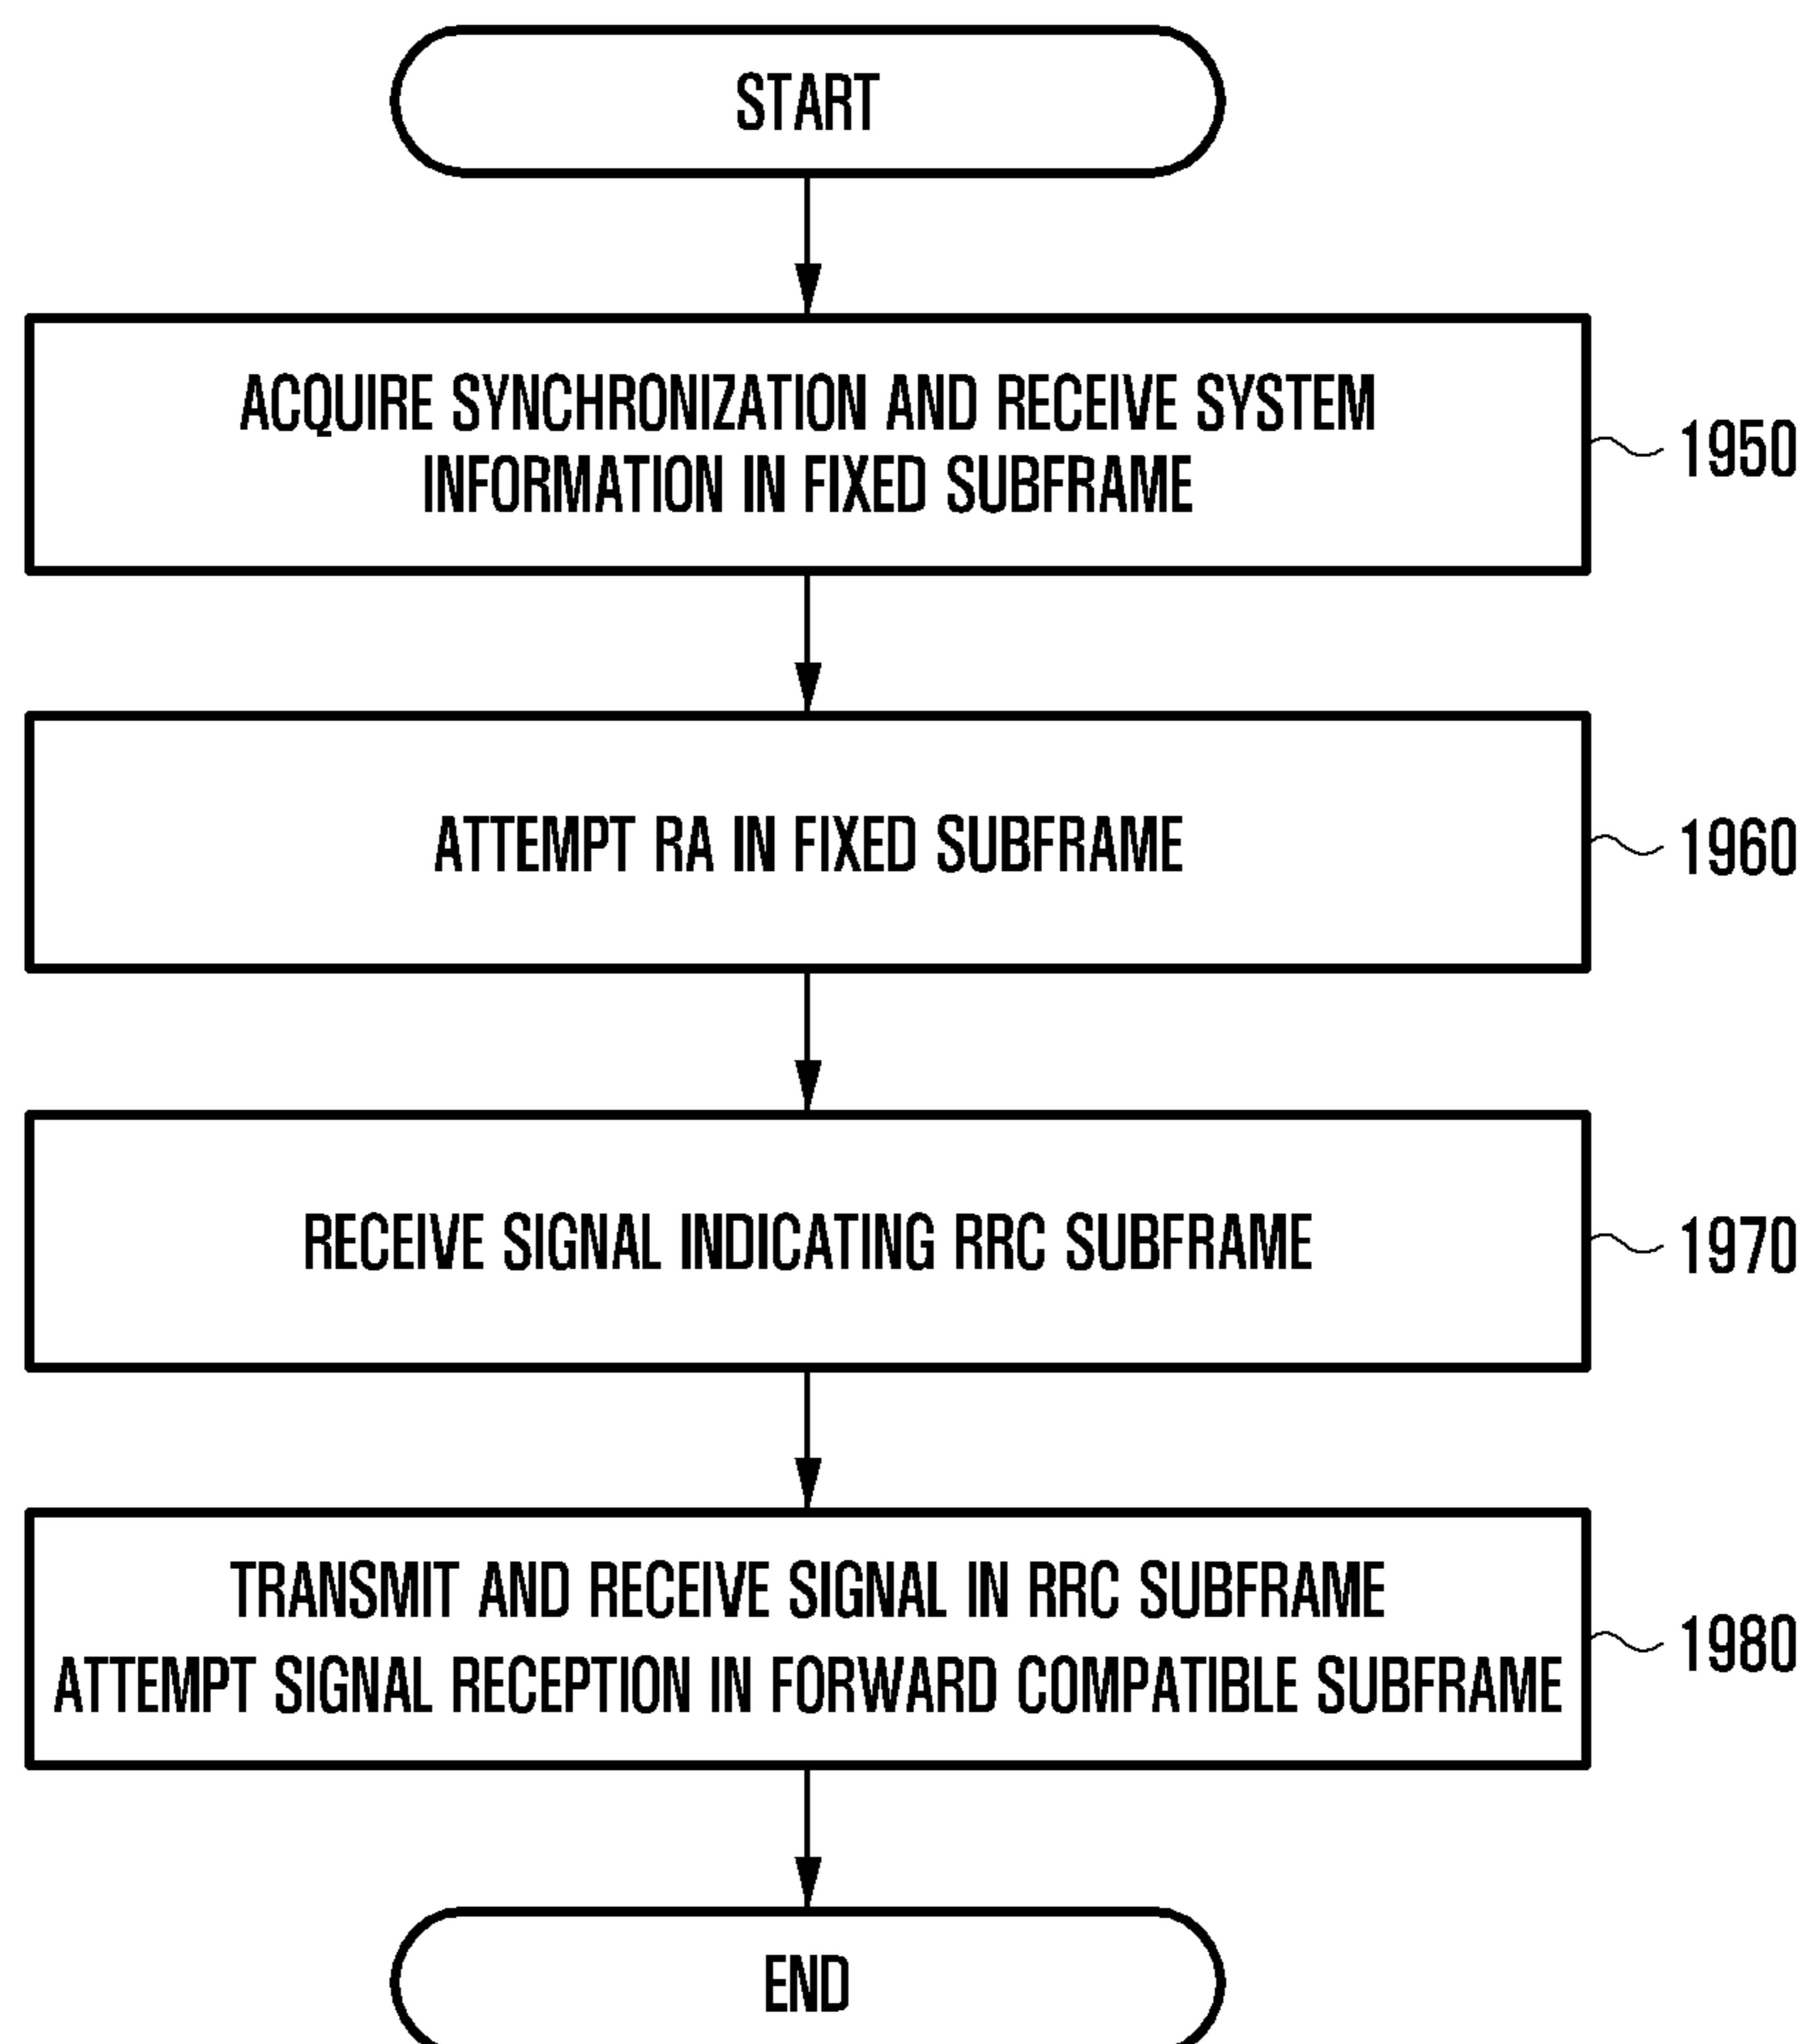 START
ACQUIRE SYNCHRONIZATION AND RECEIVE SYSTEM
INFORMATION IN FIXED SUBFRAME
1950
ATTEMPT RA IN FIXED SUBFRAME
1960
RECEIVE SIGNAL INDICATING RRC SUBFRAME
1970
TRANSMIT AND RECEIVE SIGNAL IN RRC SUBFRAME
ATTEMPT SIGNAL RECEPTION IN FORWARD COMPATIBLE SUBFRAME
1980
END